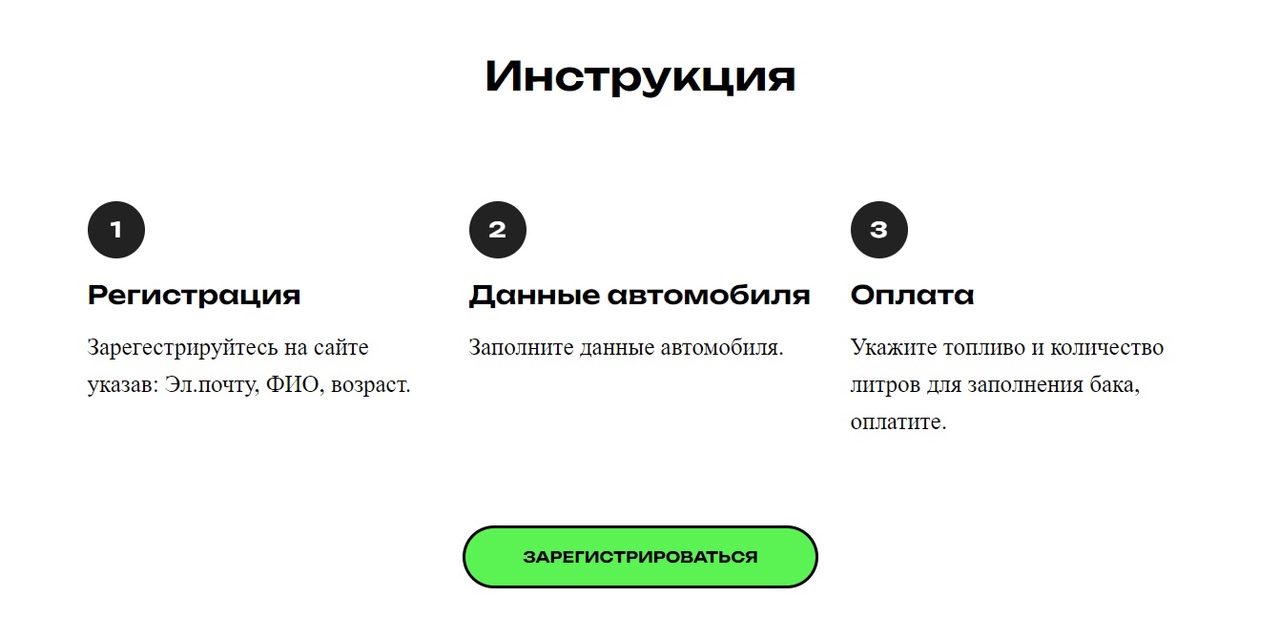 Инструкция
1
Регистрация
Зарегестрируйтесь на сайте
указав: Эл.почту, ФИО, возраст.
2
Данные автомобиля
Заполните данные автомобиля.
3
Оплата
Укажите топливо и количество
литров для заполнения бака,
оплатите.
ЗАРЕГИСТРИРОВАТЬСЯ